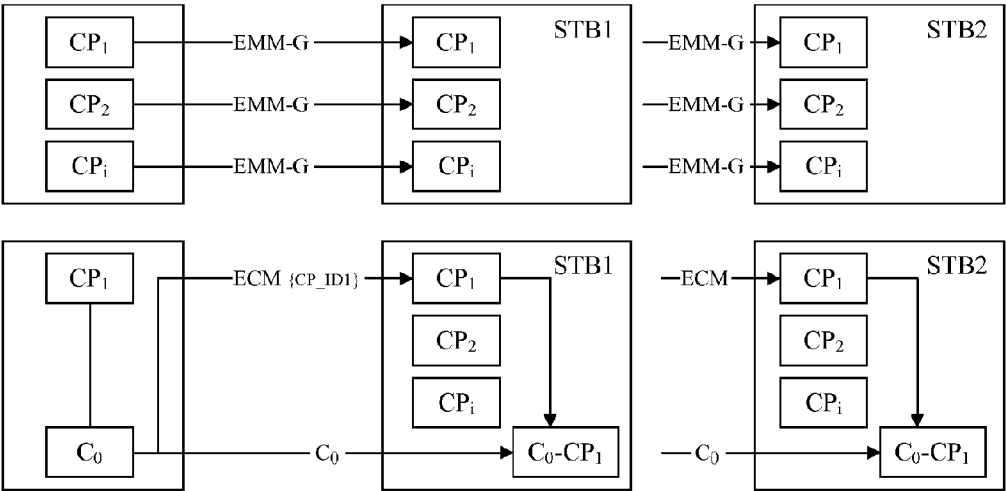 CP₁ EMM-G CP₁ STB1 EMM-G CP₁ STB2
CP₂ EMM-G CP₂ EMM-G CP₂
CPᵢ EMM-G CPᵢ EMM-G CPᵢ
CP₁ ECM {CP_ID1} CP₁ STB1 ECM CP₁ STB2
CP₂ CP₂
CPᵢ CPᵢ
C₀ C₀ C₀-CP₁ C₀ C₀-CP₁